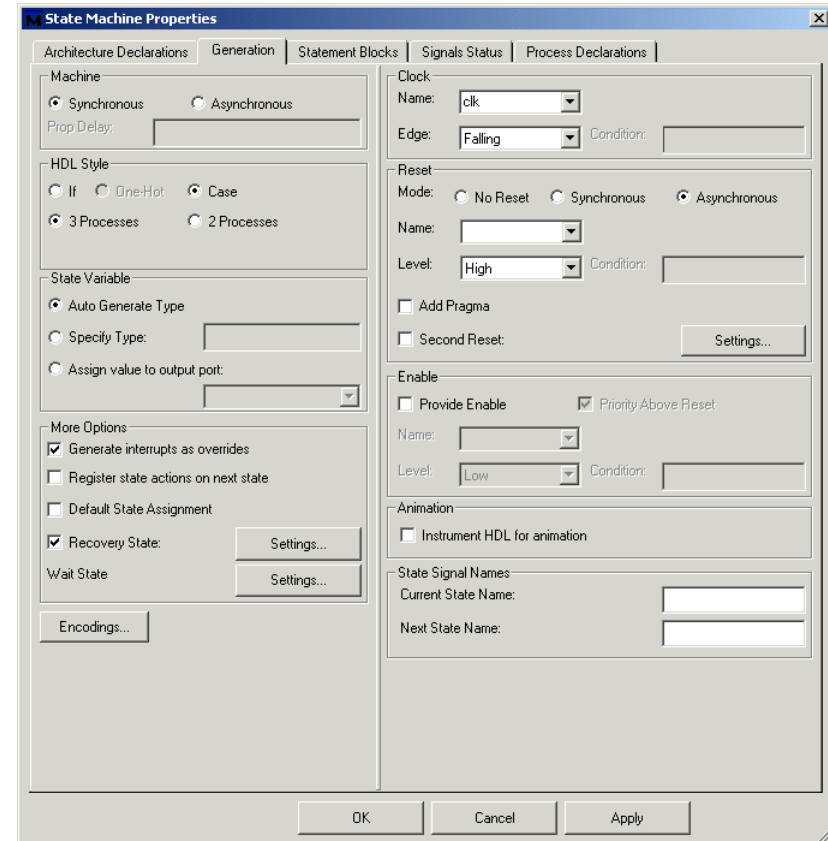 State Machine Properties
Architecture Declarations Generation Statement Blocks Signals Status Process Declarations
Machine
Synchronous Asynchronous
Prop Delay:
HDL Style
If One-Hot Case
3 Processes 2 Processes
State Variable
Auto Generate Type
Specify Type:
Assign value to output port:
More Options
Generate interrupts as overrides
Register state actions on next state
Default State Assignment
Recovery State: Settings...
Wait State Settings...
Encodings...
Clock
Name: clk
Edge: Falling Condition:
Reset
Mode: No Reset Synchronous Asynchronous
Name:
Level: High Condition:
Add Pragma
Second Reset: Settings...
Enable
Provide Enable Priority Above Reset
Name:
Level: Low Condition:
Animation
Instrument HDL for animation
State Signal Names
Current State Name:
Next State Name:
OK Cancel Apply